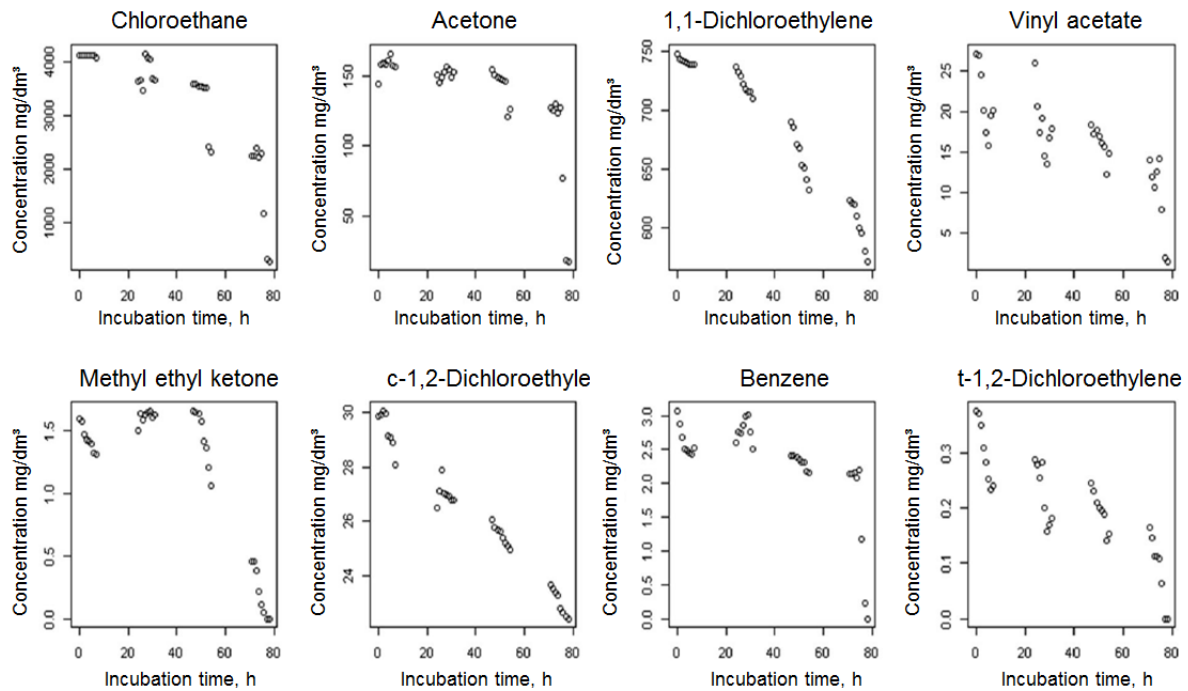 Chloroethane
Concentration mg/dm³
4000
3000
2000
1000
0 20 40 60 80
Incubation time, h
Acetone
Concentration mg/dm³
150
100
50
0 20 40 60 80
Incubation time, h
1,1-Dichloroethylene
Concentration mg/dm³
750
700
650
600
0 20 40 60 80
Incubation time, h
Vinyl acetate
Concentration mg/dm³
25
20
15
10
5
0 20 40 60 80
Incubation time, h
Methyl ethyl ketone
Concentration mg/dm³
1.5
1.0
0.5
0.0
0 20 40 60 80
Incubation time, h
c-1,2-Dichloroethyle
Concentration mg/dm³
30
28
26
24
0 20 40 60 80
Incubation time, h
Benzene
Concentration mg/dm³
3.0
2.5
2.0
1.5
1.0
0.5
0.0
0 20 40 60 80
Incubation time, h
t-1,2-Dichloroethylene
Concentration mg/dm³
0.3
0.2
0.1
0.0
0 20 40 60 80
Incubation time, h